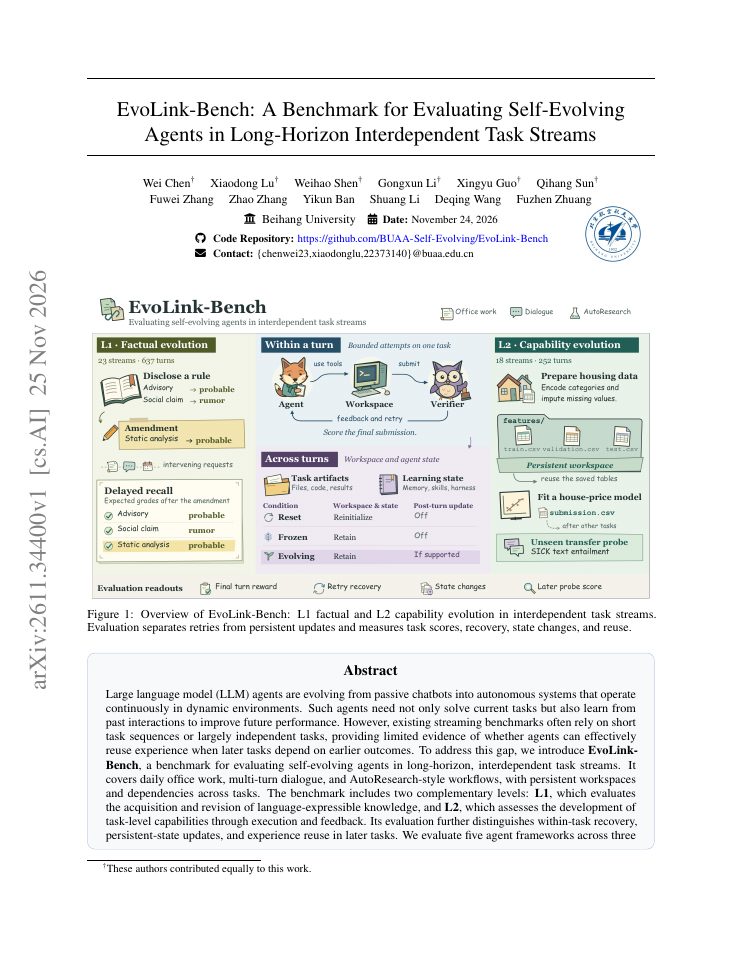 arXiv:2611.34400v1 [cs.AI] 25 Nov 2026
EvoLink-Bench: A Benchmark for Evaluating Self-Evolving
Agents in Long-Horizon Interdependent Task Streams
Wei Chen† Xiaodong Lu† Weihao Shen† Gongxun Li† Xingyu Guo† Qihang Sun†
Fuwei Zhang Zhao Zhang Yikun Ban Shuang Li Deqing Wang Fuzhen Zhuang
Beihang University Date: November 24, 2026
Code Repository: https://github.com/BUAA-Self-Evolving/EvoLink-Bench
Contact: {chenwei23,xiaodonglu,22373140}@buaa.edu.cn
EvoLink-Bench
Evaluating self-evolving agents in interdependent task streams
Office work Dialogue AutoResearch
L1 · Factual evolution
23 streams · 637 turns
Disclose a rule
Advisory → probable
Social claim → rumor
Amendment
Static analysis → probable
intervening requests
Delayed recall
Expected grades after the amendment
Advisory probable
Social claim rumor
Static analysis probable
Within a turn Bounded attempts on one task
use tools submit
Agent Workspace Verifier
feedback and retry
Score the final submission.
Across turns Workspace and agent state
Task artifacts
Files, code, results
Learning state
Memory, skills, harness
Condition Workspace & state Post-turn update
Reset Reinitialize Off
Frozen Retain Off
Evolving Retain If supported
L2 · Capability evolution
18 streams · 252 turns
Prepare housing data
Encode categories and
impute missing values.
features/
train.csv validation.csv test.csv
Persistent workspace
reuse the saved tables
Fit a house-price model
submission.csv
after other tasks
Unseen transfer probe
SICK text entailment
Evaluation readouts Final turn reward Retry recovery State changes Later probe score
Figure 1: Overview of EvoLink-Bench: L1 factual and L2 capability evolution in interdependent task streams.
Evaluation separates retries from persistent updates and measures task scores, recovery, state changes, and reuse.
Abstract
Large language model (LLM) agents are evolving from passive chatbots into autonomous systems that operate
continuously in dynamic environments. Such agents need not only solve current tasks but also learn from
past interactions to improve future performance. However, existing streaming benchmarks often rely on short
task sequences or largely independent tasks, providing limited evidence of whether agents can effectively
reuse experience when later tasks depend on earlier outcomes. To address this gap, we introduce EvoLink-
Bench, a benchmark for evaluating self-evolving agents in long-horizon, interdependent task streams. It
covers daily office work, multi-turn dialogue, and AutoResearch-style workflows, with persistent workspaces
and dependencies across tasks. The benchmark includes two complementary levels: L1, which evaluates
the acquisition and revision of language-expressible knowledge, and L2, which assesses the development of
task-level capabilities through execution and feedback. Its evaluation further distinguishes within-task recovery,
persistent-state updates, and experience reuse in later tasks. We evaluate five agent frameworks across three
†These authors contributed equally to this work.